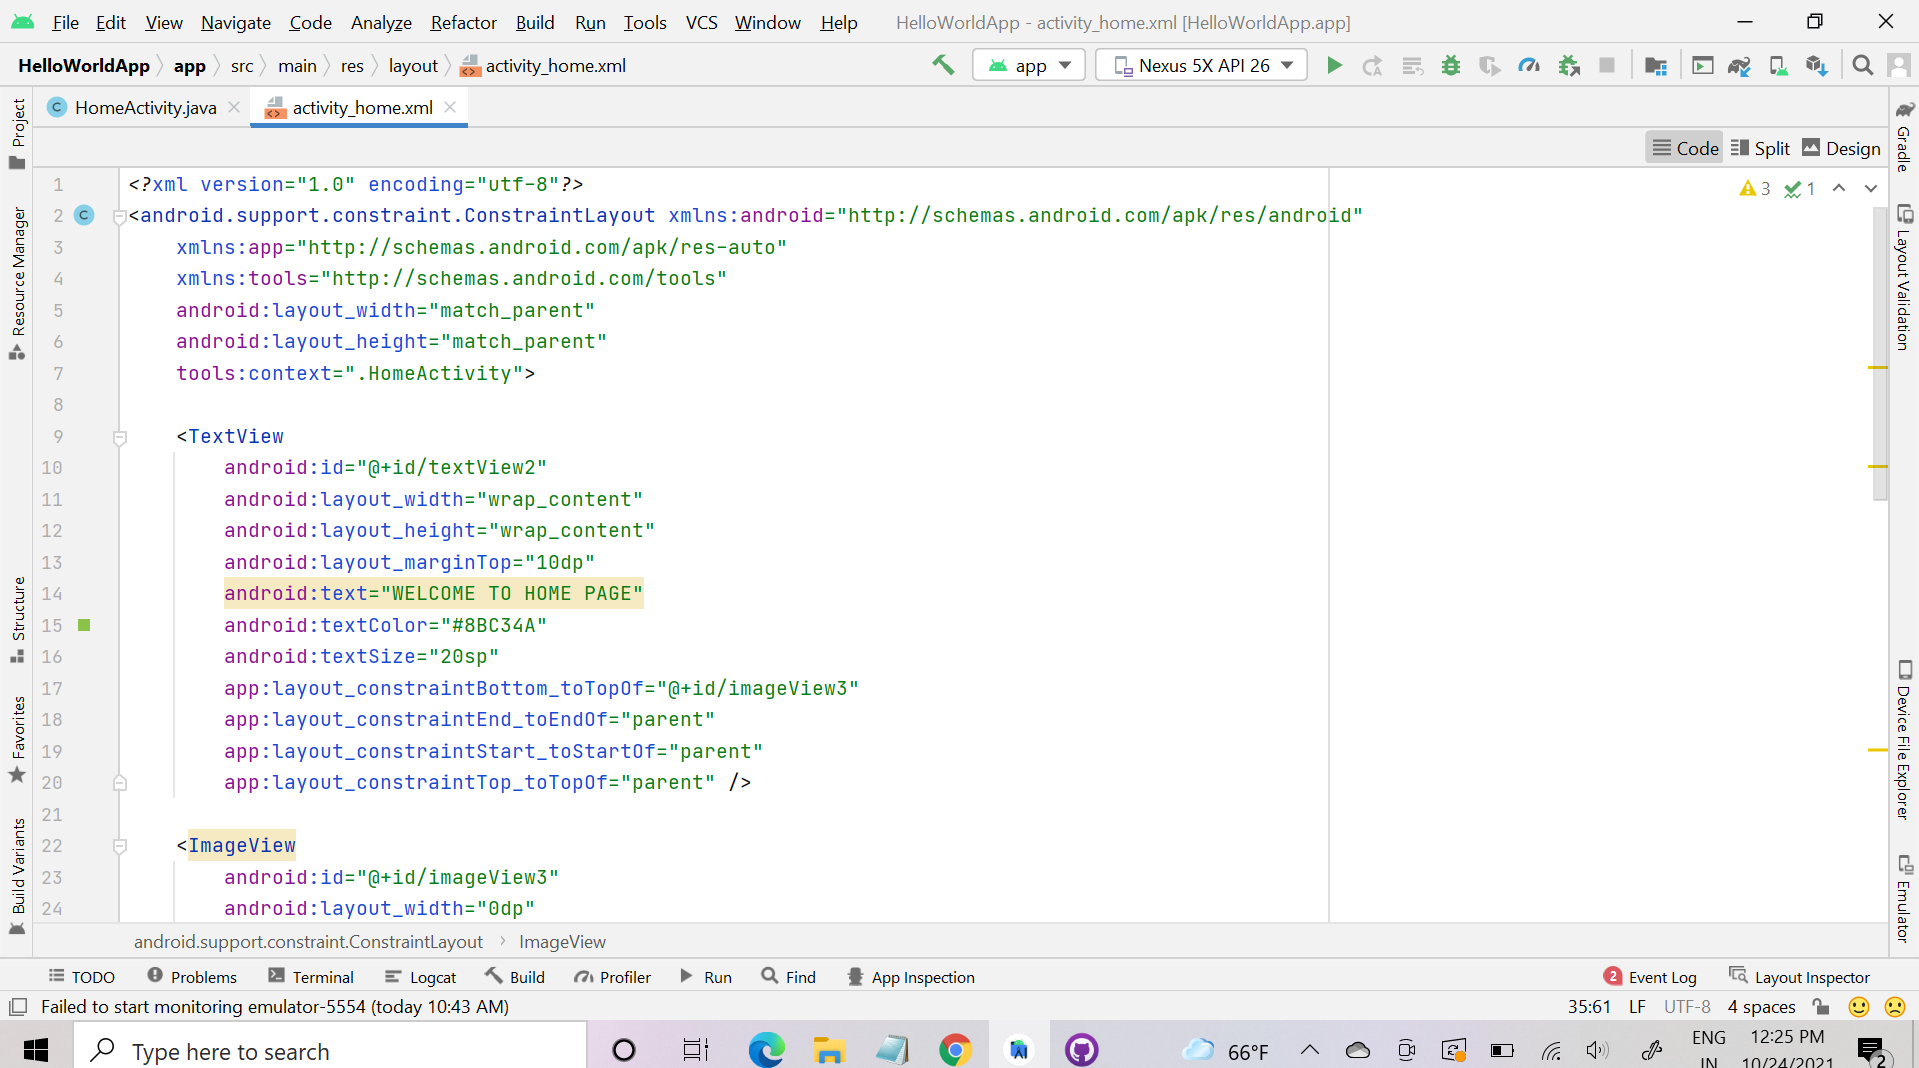 File Edit View Navigate Code Analyze Refactor Build Run Tools VCS Window Help HelloWorldApp - activity_home.xml [HelloWorldApp.app]
HelloWorldApp app src main res layout activity_home.xml app Nexus 5X API 26
HomeActivity.java activity_home.xml
Code Split Design
3 1
1 <?xml version="1.0" encoding="utf-8"?>
2 <android.support.constraint.ConstraintLayout xmlns:android="http://schemas.android.com/apk/res/android"
3 xmlns:app="http://schemas.android.com/apk/res-auto"
4 xmlns:tools="http://schemas.android.com/tools"
5 android:layout_width="match_parent"
6 android:layout_height="match_parent"
7 tools:context=".HomeActivity">
8
9 <TextView
10 android:id="@+id/textView2"
11 android:layout_width="wrap_content"
12 android:layout_height="wrap_content"
13 android:layout_marginTop="10dp"
14 android:text="WELCOME TO HOME PAGE"
15 android:textColor="#8BC34A"
16 android:textSize="20sp"
17 app:layout_constraintBottom_toTopOf="@+id/imageView3"
18 app:layout_constraintEnd_toEndOf="parent"
19 app:layout_constraintStart_toStartOf="parent"
20 app:layout_constraintTop_toTopOf="parent" />
21
22 <ImageView
23 android:id="@+id/imageView3"
24 android:layout_width="0dp"
Project
Resource Manager
Structure
Favorites
Build Variants
Gradle
Layout Validation
Device File Explorer
Emulator
android.support.constraint.ConstraintLayout ImageView
TODO Problems Terminal Logcat Build Profiler Run Find App Inspection 2 Event Log Layout Inspector
Failed to start monitoring emulator-5554 (today 10:43 AM) 35:61 LF UTF-8 4 spaces
Type here to search 66°F ENG IN 12:25 PM 10/24/2021 2